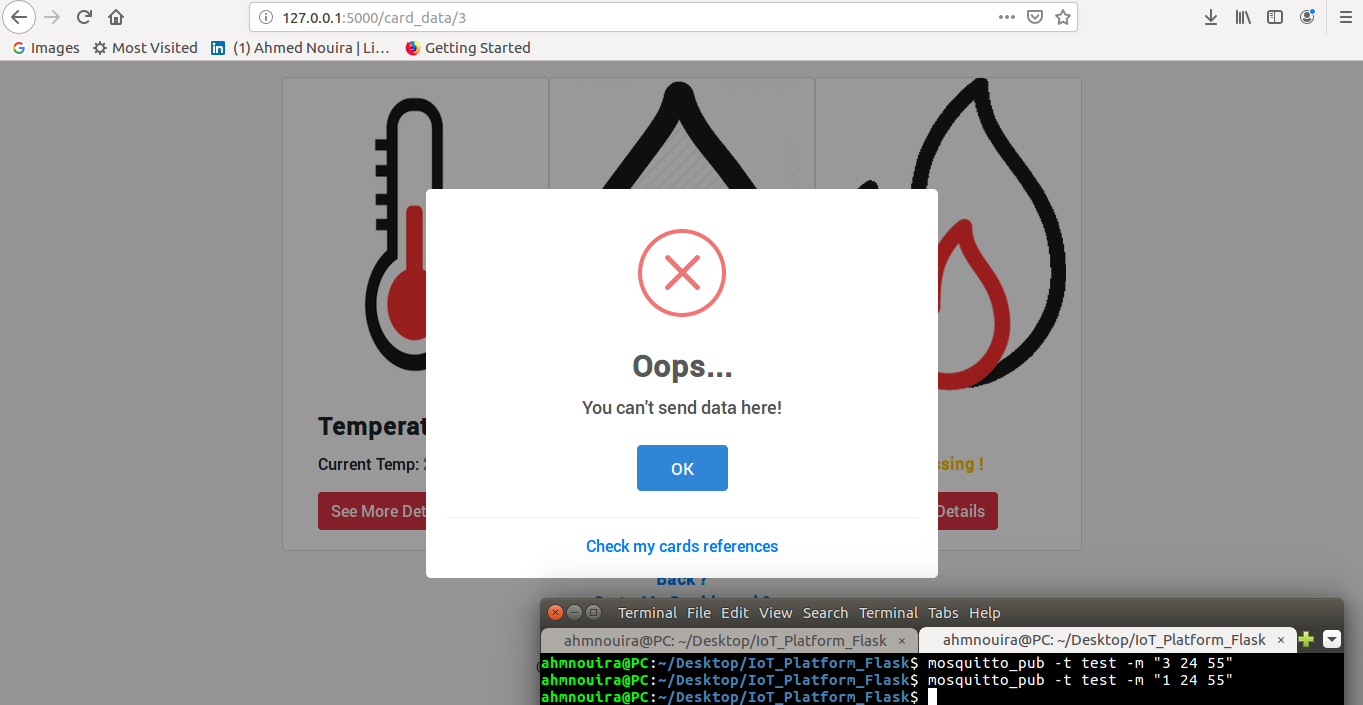 127.0.0.1:5000/card_data/3
Images Most Visited (1) Ahmed Nouira | Li… Getting Started
Oops...
You can't send data here!
Temperat
Current Temp:
ssing !
OK
See More Det
Details
Check my cards references
Back ?
Terminal File Edit View Search Terminal Tabs Help
ahmnouira@PC: ~/Desktop/IoT_Platform_Flask × ahmnouira@PC: ~/Desktop/IoT_Platform_Flask ×
ahmnouira@PC:~/Desktop/IoT_Platform_Flask$ mosquitto_pub -t test -m "3 24 55"
ahmnouira@PC:~/Desktop/IoT_Platform_Flask$ mosquitto_pub -t test -m "1 24 55"
ahmnouira@PC:~/Desktop/IoT_Platform_Flask$